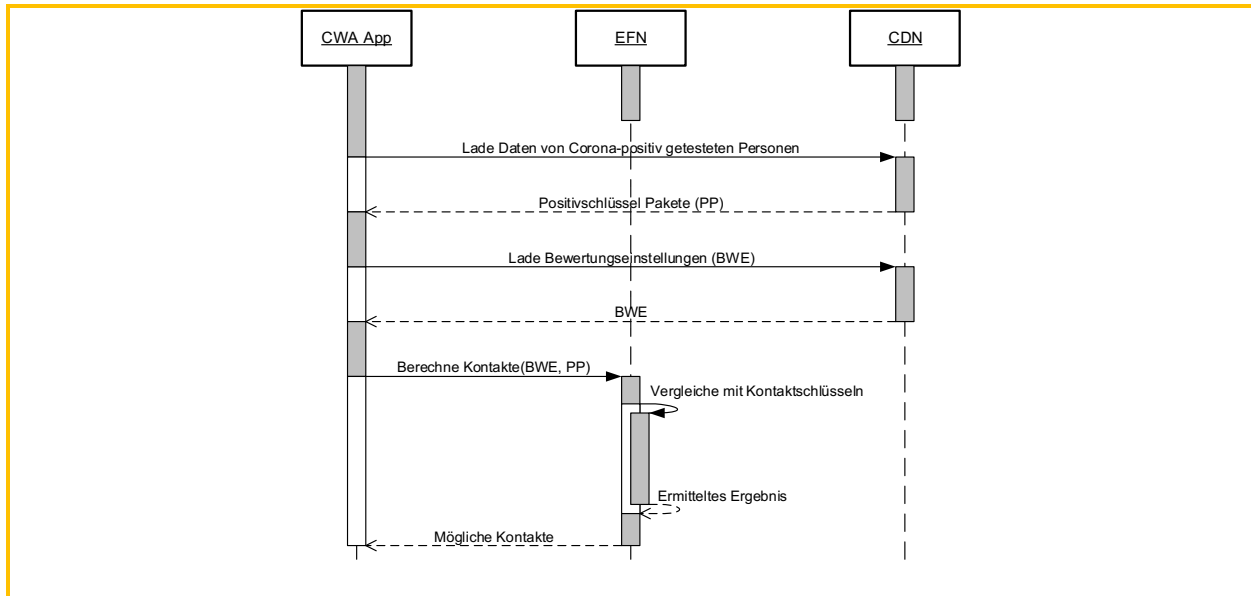 CWA App
EFN
CDN
Lade Daten von Corona-positiv getesteten Personen
Positivschlüssel Pakete (PP)
Lade Bewertungseinstellungen (BWE)
BWE
Berechne Kontakte(BWE, PP)
Vergleiche mit Kontaktschlüsseln
Ermitteltes Ergebnis
Mögliche Kontakte